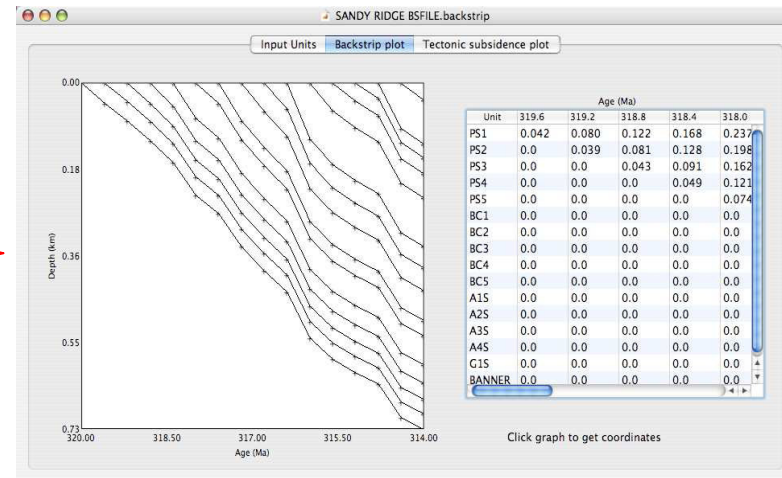 SANDY RIDGE BSFILE.backstrip
Input Units Backstrip plot Tectonic subsidence plot
0.00
0.18
0.36
0.55
0.73
Depth (km)
320.00 318.50 317.00 315.50 314.00
Age (Ma)
Age (Ma)
Unit 319.6 319.2 318.8 318.4 318.0
PS1 0.042 0.080 0.122 0.168 0.237
PS2 0.0 0.039 0.081 0.128 0.198
PS3 0.0 0.0 0.043 0.091 0.162
PS4 0.0 0.0 0.0 0.049 0.121
PS5 0.0 0.0 0.0 0.0 0.074
BC1 0.0 0.0 0.0 0.0 0.0
BC2 0.0 0.0 0.0 0.0 0.0
BC3 0.0 0.0 0.0 0.0 0.0
BC4 0.0 0.0 0.0 0.0 0.0
BC5 0.0 0.0 0.0 0.0 0.0
A1S 0.0 0.0 0.0 0.0 0.0
A2S 0.0 0.0 0.0 0.0 0.0
A3S 0.0 0.0 0.0 0.0 0.0
A4S 0.0 0.0 0.0 0.0 0.0
G1S 0.0 0.0 0.0 0.0 0.0
BANNER 0.0 0.0 0.0 0.0 0.0
Click graph to get coordinates